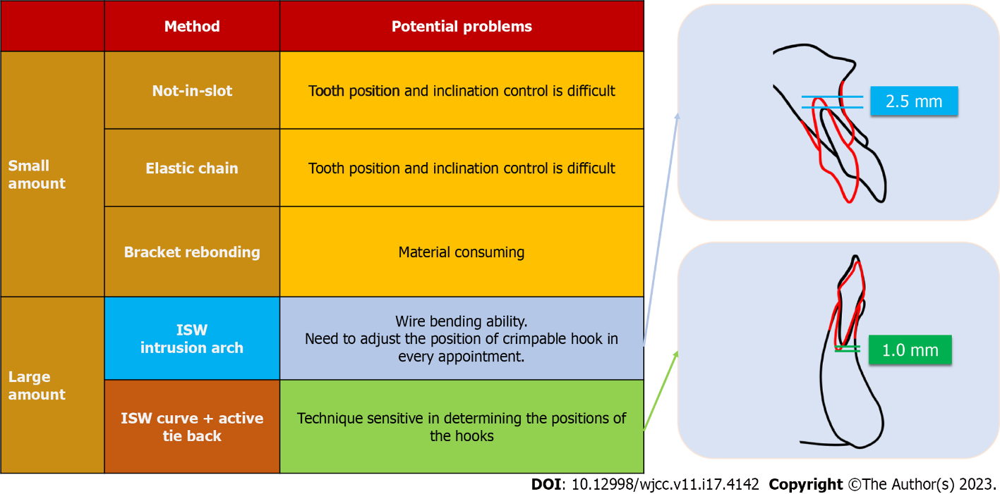 Method
Potential problems
Small
amount
Not-in-slot
Tooth position and inclination control is difficult
Elastic chain
Tooth position and inclination control is difficult
Bracket rebonding
Material consuming
Large
amount
ISW
intrusion arch
Wire bending ability.
Need to adjust the position of crimpable hook in
every appointment.
ISW curve + active
tie back
Technique sensitive in determining the positions of
the hooks
2.5 mm
1.0 mm
DOI: 10.12998/wjcc.v11.i17.4142 Copyright ©The Author(s) 2023.